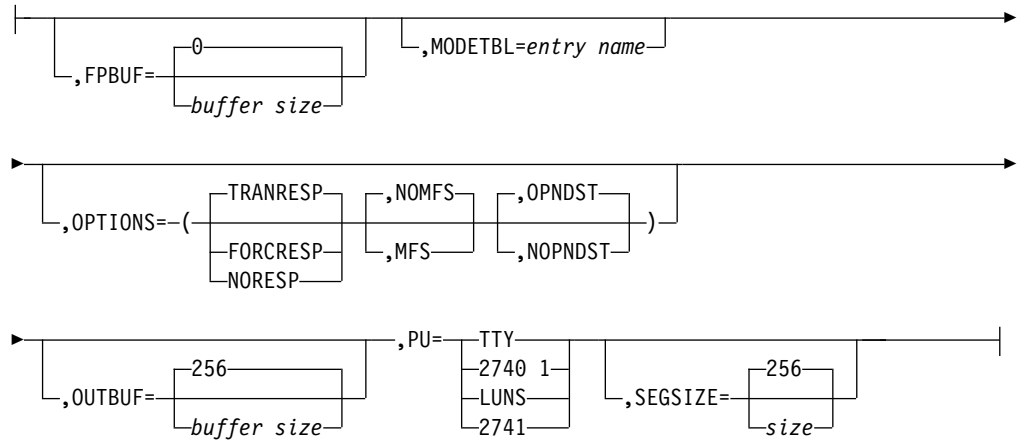 0
,MODETBL=entry name
,FPBUF=
buffer size
TRANRESP ,NOMFS ,OPNDST
,OPTIONS=(
)
FORCRESP ,MFS ,NOPNDST
NORESP
,PU= TTY
256 2740 1 256
,OUTBUF= LUNS ,SEGSIZE=
buffer size 2741 size